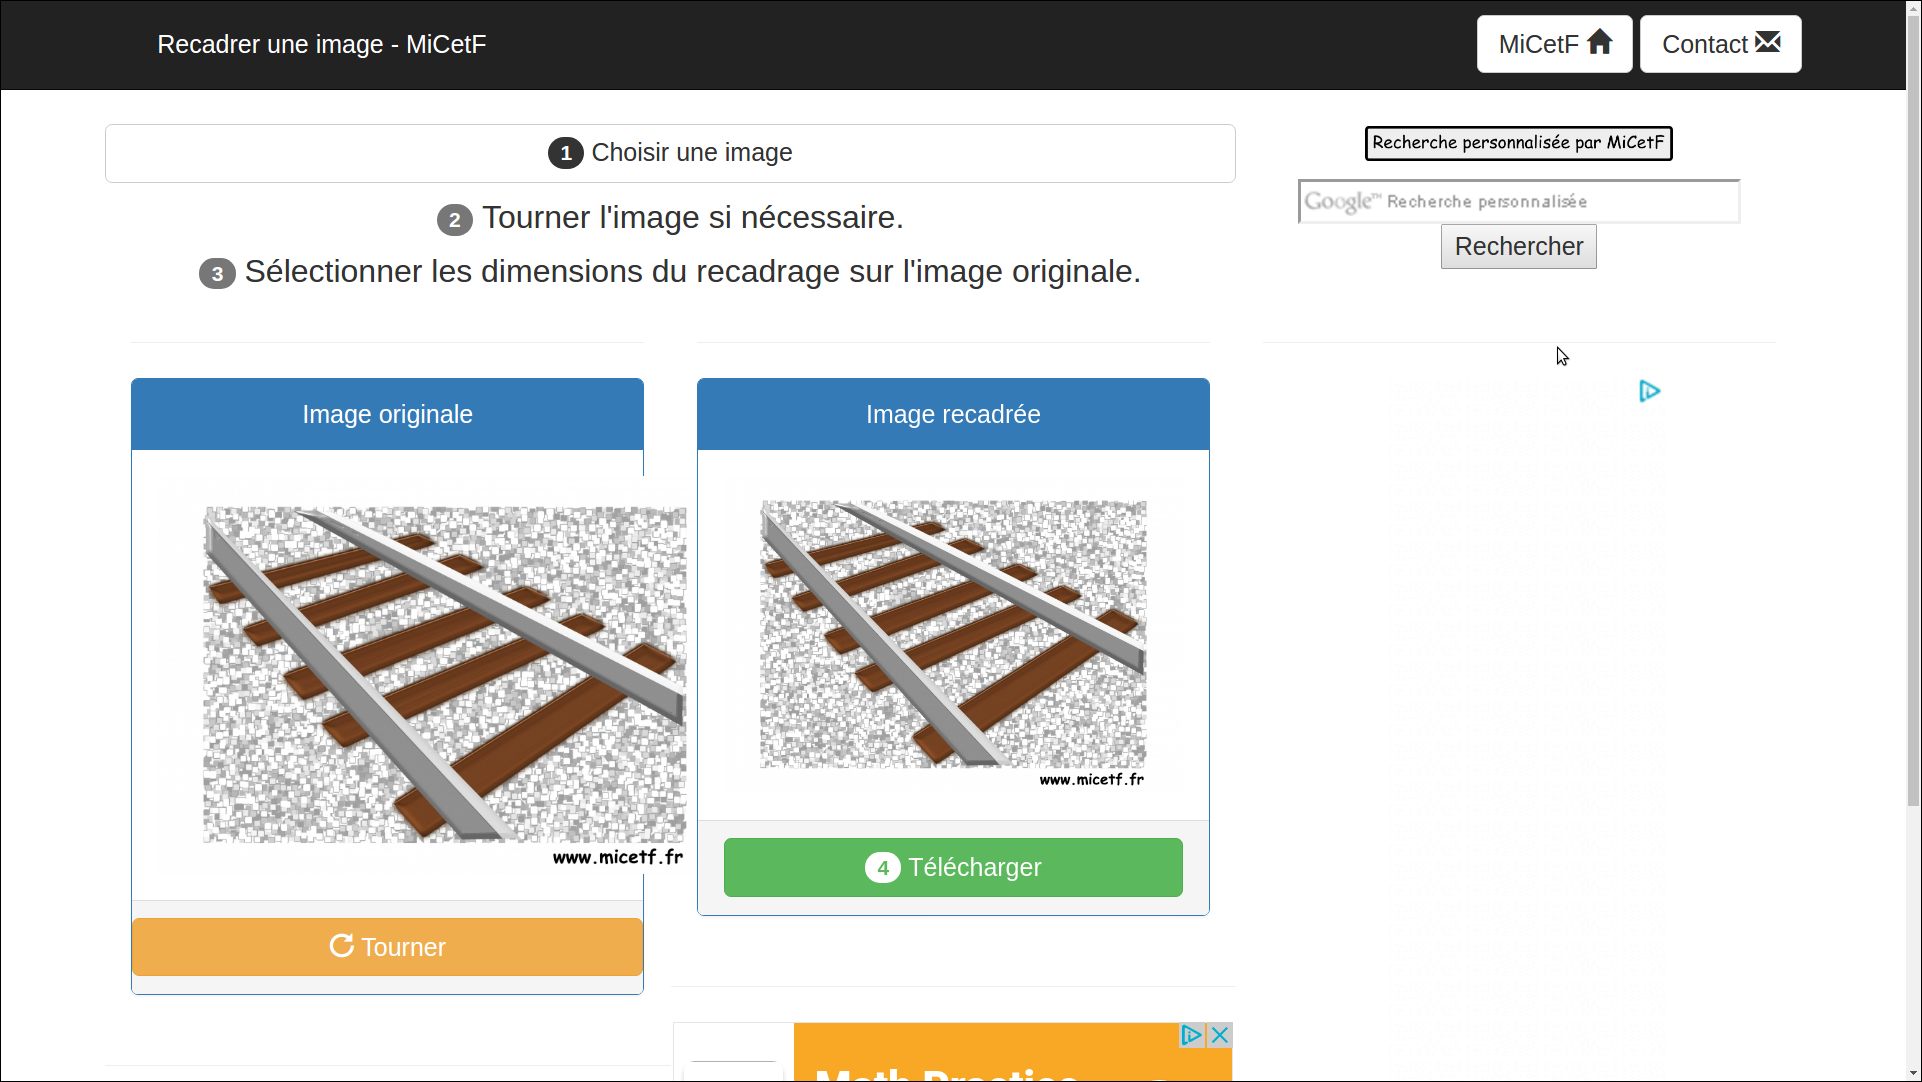 Recadrer une image - MiCetF
MiCetF
Contact
1 Choisir une image
2 Tourner l'image si nécessaire.
3 Sélectionner les dimensions du recadrage sur l'image originale.
Recherche personnalisée par MiCetF
Google™ Recherche personnalisée
Rechercher
Image originale
www.micetf.fr
Tourner
Image recadrée
www.micetf.fr
4 Télécharger
Math Practice